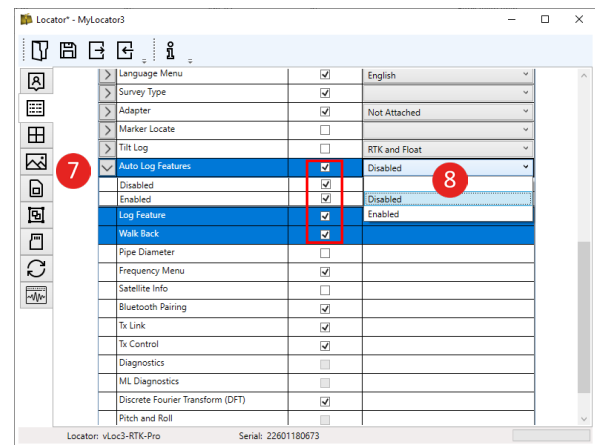 Locator* - MyLocator3
Language Menu English
Survey Type
Adapter Not Attached
Marker Locate
Tilt Log RTK and Float
7 Auto Log Features Disabled 8
Disabled
Enabled Disabled
Log Feature Enabled
Walk Back
Pipe Diameter
Frequency Menu
Satellite Info
Bluetooth Pairing
Tx Link
Tx Control
Diagnostics
ML Diagnostics
Discrete Fourier Transform (DFT)
Pitch and Roll
Locator: vLoc3-RTK-Pro Serial: 22601180673